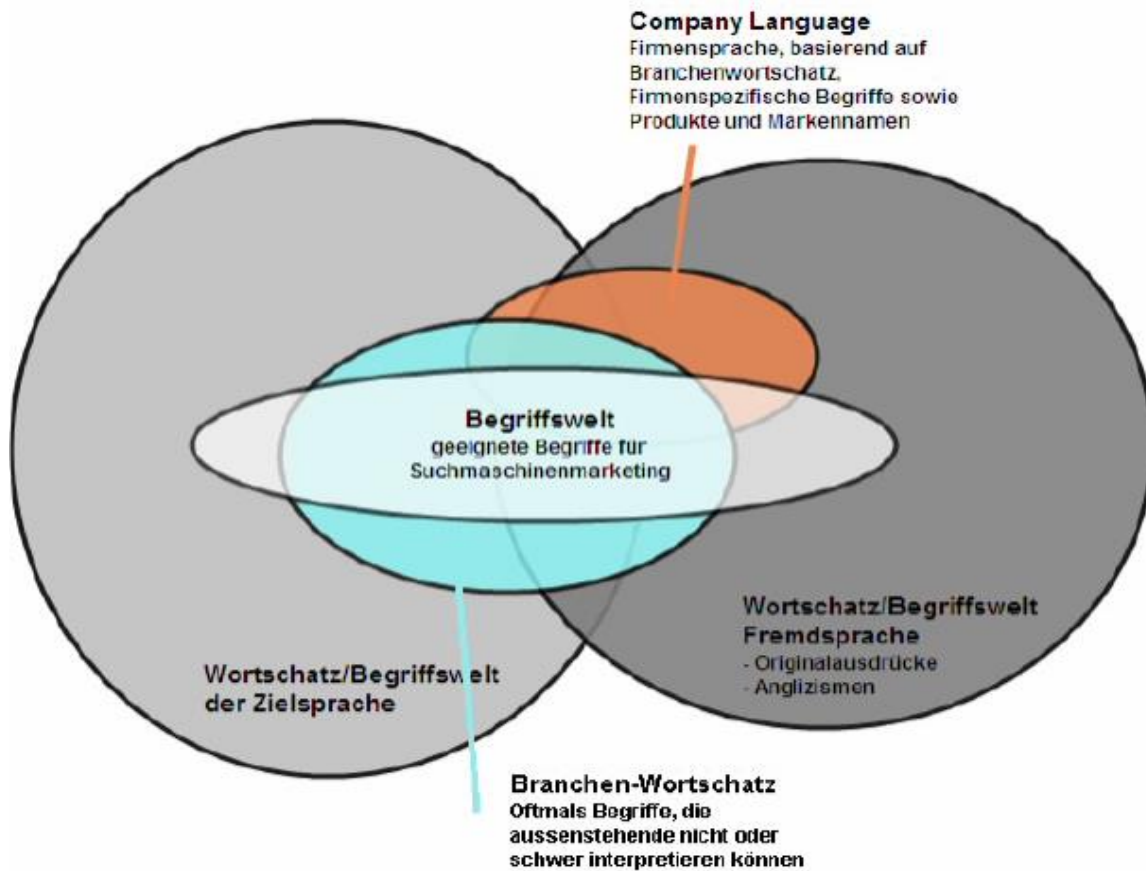 Company Language
Firmensprache, basierend auf
Branchenwortschatz,
Firmenspezifische Begriffe sowie
Produkte und Markennamen
Begriffswelt
geeignete Begriffe für
Suchmaschinenmarketing
Wortschatz/Begriffswelt
Fremdsprache
- Originalausdrücke
- Anglizismen
Wortschatz/Begriffswelt
der Zielsprache
Branchen-Wortschatz
Oftmals Begriffe, die
aussenstehende nicht oder
schwer interpretieren können